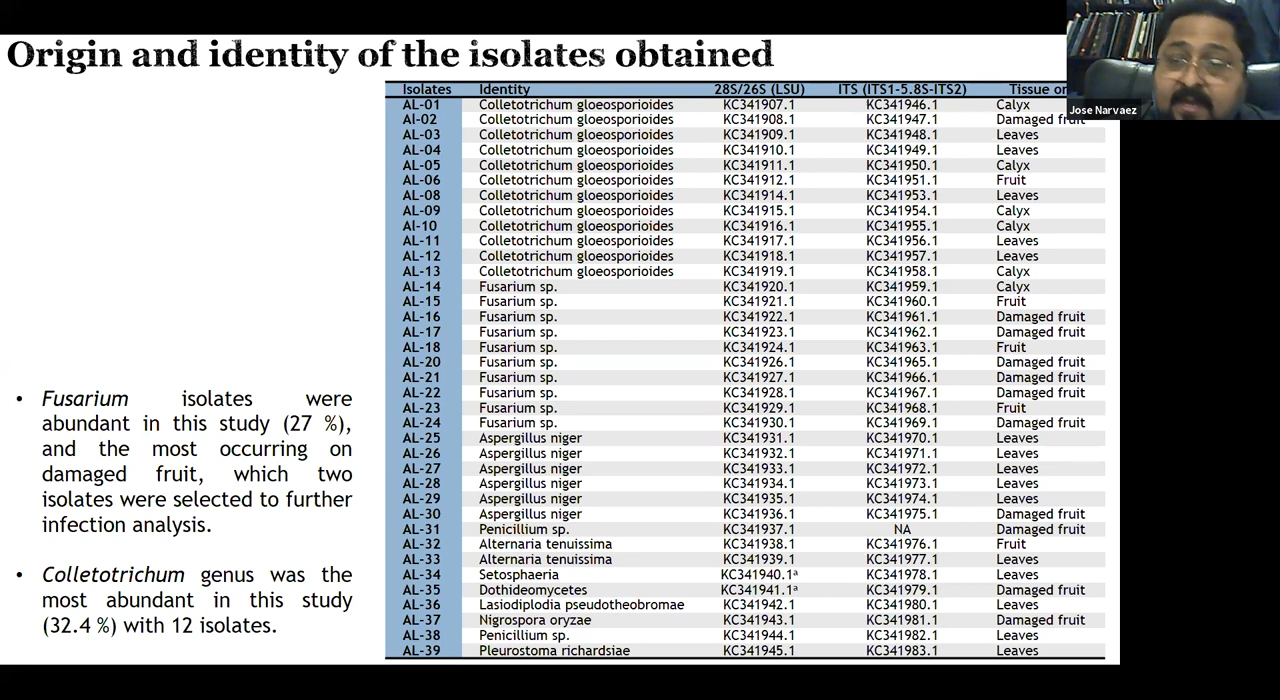 Origin and identity of the isolates obtained
Jose Narvaez
Isolates Identity 28S/26S (LSU) ITS (ITS1-5.8S-ITS2) Tissue
AL-01 Colletotrichum gloeosporioides KC341907.1 KC341946.1 Calyx
Al-02 Colletotrichum gloeosporioides KC341908.1 KC341947.1 Damaged fruit
AL-03 Colletotrichum gloeosporioides KC341909.1 KC341948.1 Leaves
AL-04 Colletotrichum gloeosporioides KC341910.1 KC341949.1 Leaves
AL-05 Colletotrichum gloeosporioides KC341911.1 KC341950.1 Calyx
AL-06 Colletotrichum gloeosporioides KC341912.1 KC341951.1 Fruit
AL-08 Colletotrichum gloeosporioides KC341914.1 KC341953.1 Leaves
AL-09 Colletotrichum gloeosporioides KC341915.1 KC341954.1 Calyx
Al-10 Colletotrichum gloeosporioides KC341916.1 KC341955.1 Calyx
AL-11 Colletotrichum gloeosporioides KC341917.1 KC341956.1 Leaves
AL-12 Colletotrichum gloeosporioides KC341918.1 KC341957.1 Leaves
AL-13 Colletotrichum gloeosporioides KC341919.1 KC341958.1 Calyx
AL-14 Fusarium sp. KC341920.1 KC341959.1 Calyx
AL-15 Fusarium sp. KC341921.1 KC341960.1 Fruit
AL-16 Fusarium sp. KC341922.1 KC341961.1 Damaged fruit
AL-17 Fusarium sp. KC341923.1 KC341962.1 Damaged fruit
AL-18 Fusarium sp. KC341924.1 KC341963.1 Fruit
AL-20 Fusarium sp. KC341926.1 KC341965.1 Damaged fruit
AL-21 Fusarium sp. KC341927.1 KC341966.1 Damaged fruit
AL-22 Fusarium sp. KC341928.1 KC341967.1 Damaged fruit
AL-23 Fusarium sp. KC341929.1 KC341968.1 Fruit
AL-24 Fusarium sp. KC341930.1 KC341969.1 Damaged fruit
AL-25 Aspergillus niger KC341931.1 KC341970.1 Leaves
AL-26 Aspergillus niger KC341932.1 KC341971.1 Leaves
AL-27 Aspergillus niger KC341933.1 KC341972.1 Leaves
AL-28 Aspergillus niger KC341934.1 KC341973.1 Leaves
AL-29 Aspergillus niger KC341935.1 KC341974.1 Leaves
AL-30 Aspergillus niger KC341936.1 KC341975.1 Damaged fruit
AL-31 Penicillium sp. KC341937.1 NA Damaged fruit
AL-32 Alternaria tenuissima KC341938.1 KC341976.1 Fruit
AL-33 Alternaria tenuissima KC341939.1 KC341977.1 Leaves
AL-34 Setosphaeria KC341940.1ª KC341978.1 Leaves
AL-35 Dothideomycetes KC341941.1ª KC341979.1 Damaged fruit
AL-36 Lasiodiplodia pseudotheobromae KC341942.1 KC341980.1 Leaves
AL-37 Nigrospora oryzae KC341943.1 KC341981.1 Damaged fruit
AL-38 Penicillium sp. KC341944.1 KC341982.1 Leaves
AL-39 Pleurostoma richardsiae KC341945.1 KC341983.1 Leaves
• Fusarium isolates were
abundant in this study (27 %),
and the most occurring on
damaged fruit, which two
isolates were selected to further
infection analysis.
• Colletotrichum genus was the
most abundant in this study
(32.4 %) with 12 isolates.